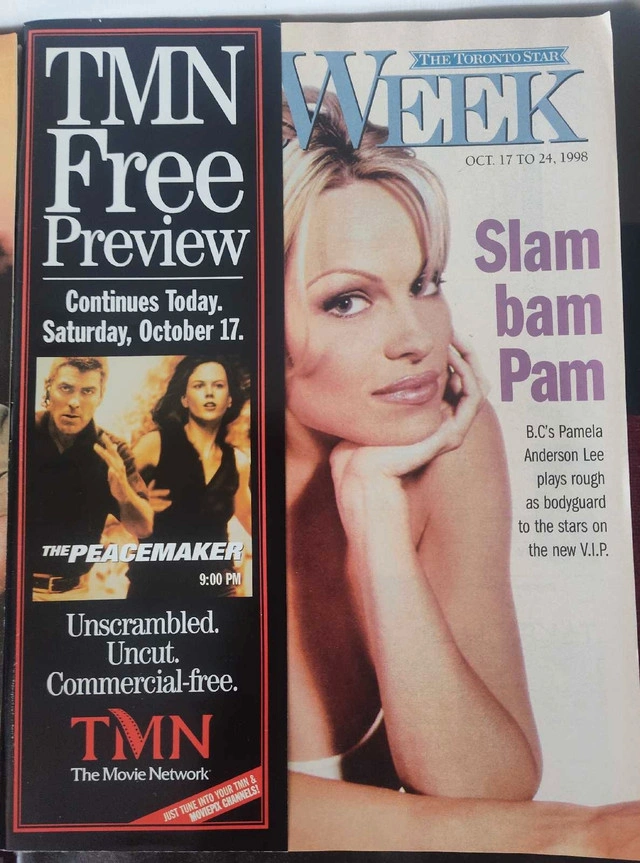 TMN
Free
Preview
Continues Today.
Saturday, October 17.
THE PEACEMAKER
9:00 PM
Unscrambled.
Uncut.
Commercial-free.
TMN
The Movie Network
JUST TUNE INTO YOUR TMN &
MOVIEPIX CHANNELS!
THE TORONTO STAR
WEEK
OCT. 17 TO 24, 1998
Slam
bam
Pam
B.C's Pamela
Anderson Lee
plays rough
as bodyguard
to the stars on
the new V.I.P.